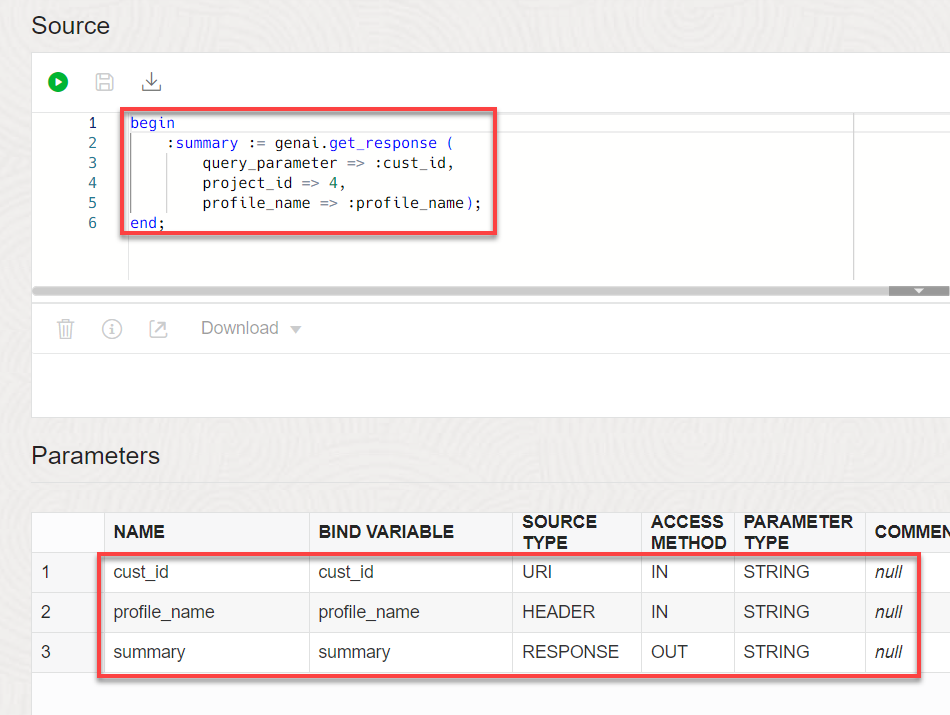 Source
1 begin
2 :summary := genai.get_response (
3 query_parameter => :cust_id,
4 project_id => 4,
5 profile_name => :profile_name);
6 end;
Download
Parameters
NAME BIND VARIABLE SOURCE TYPE ACCESS METHOD PARAMETER TYPE COMMEN
1 cust_id cust_id URI IN STRING null
2 profile_name profile_name HEADER IN STRING null
3 summary summary RESPONSE OUT STRING null